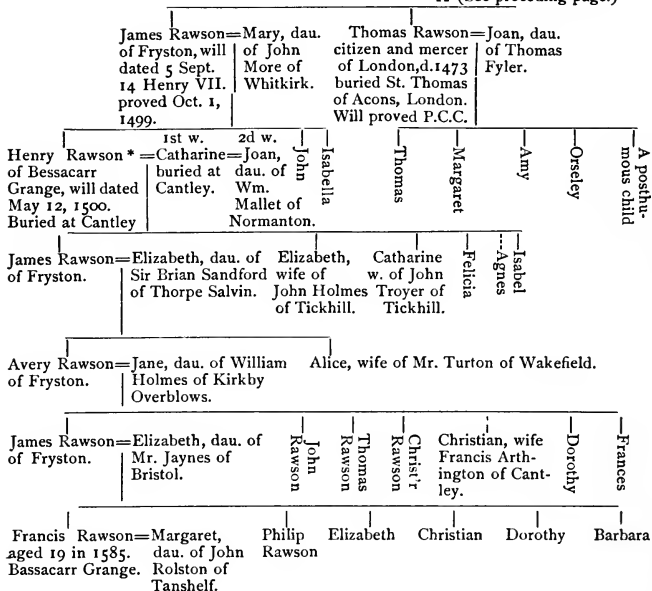 (See preceding page.)
James Rawson=Mary, dau. of Fryston, will of John dated 5 Sept. More of 14 Henry VII. Whitkirk. proved Oct. 1, 1499.
Thomas Rawson=Joan, dau. citizen and mercer of Thomas of London, d. 1473 Fyler. buried St. Thomas of Acons, London. Will proved P.C.C.
1st w. 2d w.
Henry Rawson * =Catharine=Joan,
of Bessacarr buried at dau. of
Grange, will dated Cantley. Wm.
May 12, 1500. Mallet of
Buried at Cantley Normanton.
John
Isabella
Thomas
Margaret
Amy
Orseley
A posthu-
mous child
James Rawson=Elizabeth, dau. of
of Fryston. Sir Brian Sandford
of Thorpe Salvin.
Elizabeth,
wife of
John Holmes
of Tickhill.
Catharine
w. of John
Troyer of
Tickhill.
Felicia
Agnes
Isabel
Avery Rawson=Jane, dau. of William
of Fryston. Holmes of Kirkby
Overblows.
Alice, wife of Mr. Turton of Wakefield.
James Rawson=Elizabeth, dau. of
of Fryston. Mr. Jaynes of
Bristol.
John
Rawson
Thomas
Rawson
Christ'r
Rawson
Christian, wife
Francis Arth-
ington of Cant-
ley.
Dorothy
Frances
Francis Rawson=Margaret,
aged 19 in 1585. dau. of John
Bassacarr Grange. Rolston of
Tanshelf.
Philip
Rawson
Elizabeth
Christian
Dorothy
Barbara